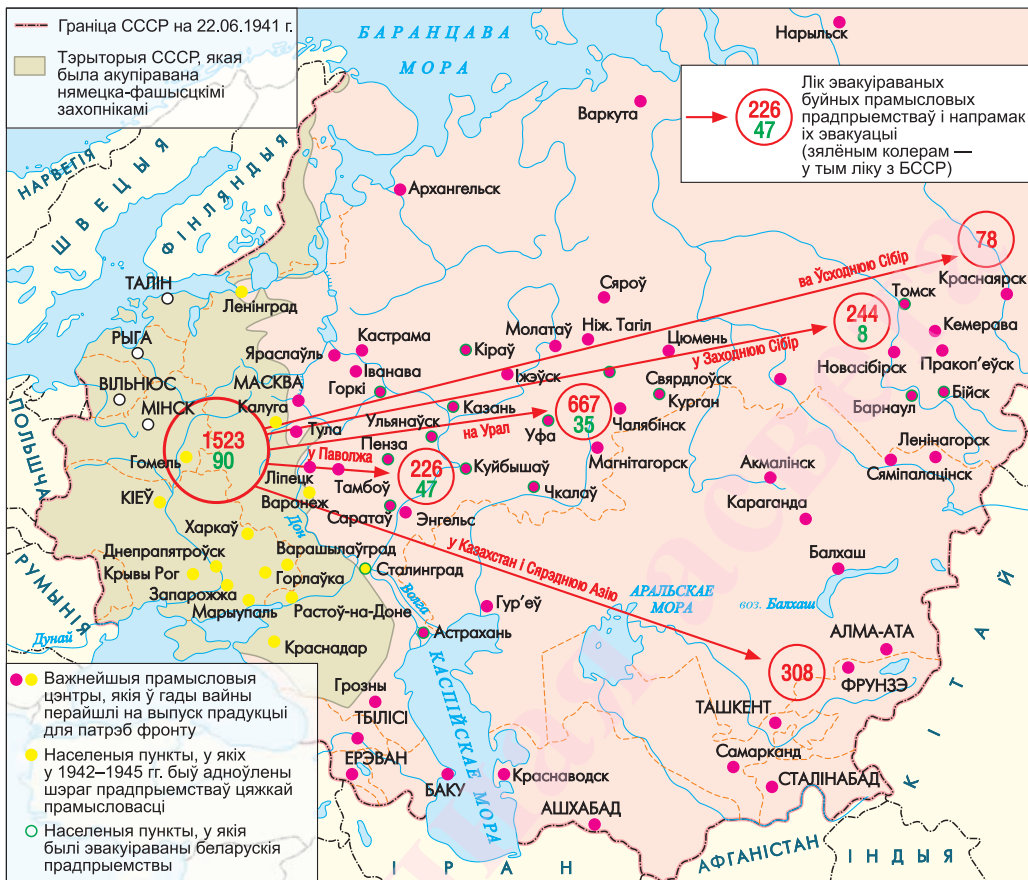 Граніца СССР на 22.06.1941 г.
Тэрыторыя СССР, якая
была акупіравана
нямецка-фашысцкімі
захопнікамі
226
47
Лік эвакуіраваных
буйных прамысловых
прадпрыемстваў і напрамак
іх эвакуацыі
(зялёным колерам —
у тым ліку з БССР)
БАРАНЦАВА
МОРА
Нарыльск
Варкута
НАРВЕГІЯ
ШВЕЦЫЯ
ФІНЛЯНДЫЯ
Архангельск
78
Краснаярск
ва Ўсходнюю Сібір
ТАЛІН
Ленінград
Сяроў
Томск
244
8
Кемерава
РЫГА
Кастрама
Молатаў
Ніж. Тагіл
Цюмень
у Заходнюю Сібір
Яраслаўль
Кіраў
Новасібірск
Пракоп'еўск
ВІЛЬНЮС
МАСКВА
Іванава
Горкі
Іжэўск
Свярдлоўск
Курган
Бійск
Барнаул
ПОЛЬШЧА
МІНСК
Калуга
Ульянаўск
Казань
667
35
Чалябінск
1523
90
Тула
на Урал
Уфа
Пенза
Магнітагорск
Ленінагорск
Гомель
у Паволжа
226
47
Куйбышаў
Акмалінск
Сяміпалацінск
Ліпецк
Тамбоў
Чкалаў
КІЕЎ
Варанеж
Саратаў
Энгельс
Караганда
Дон
Харкаў
у Казахстан і Сярэднюю Азію
Днепрапятроўск
Варашылаўград
Сталинград
Балхаш
Крывы Рог
Горлаўка
Запарожжа
Волга
АРАЛЬСКАЕ
МОРА
воз. Балхаш
РУМЫНІЯ
Марыупаль
Растоў-на-Доне
Гур'еў
Дунай
Астрахань
АЛМА-АТА
Краснадар
308
ФРУНЗЭ
КІТАЙ
Грозны
ТБІЛІСІ
КАСПІЙСКАЕ МОРА
ТАШКЕНТ
ЕРЭВАН
Самарканд
БАКУ
Краснаводск
СТАЛІНАБАД
АШХАБАД
ІРАН
АФГАНІСТАН
ІНДЫЯ
Важнейшыя прамысловыя
цэнтры, якія ў гады вайны
перайшлі на выпуск прадукцыі
для патрэб фронту
Населеныя пункты, у якіх
у 1942–1945 гг. быў адноўлены
шэраг прадпрыемстваў цяжкай
прамысловасці
Населеныя пункты, у якія
былі эвакуіраваны беларускія
прадпрыемствы